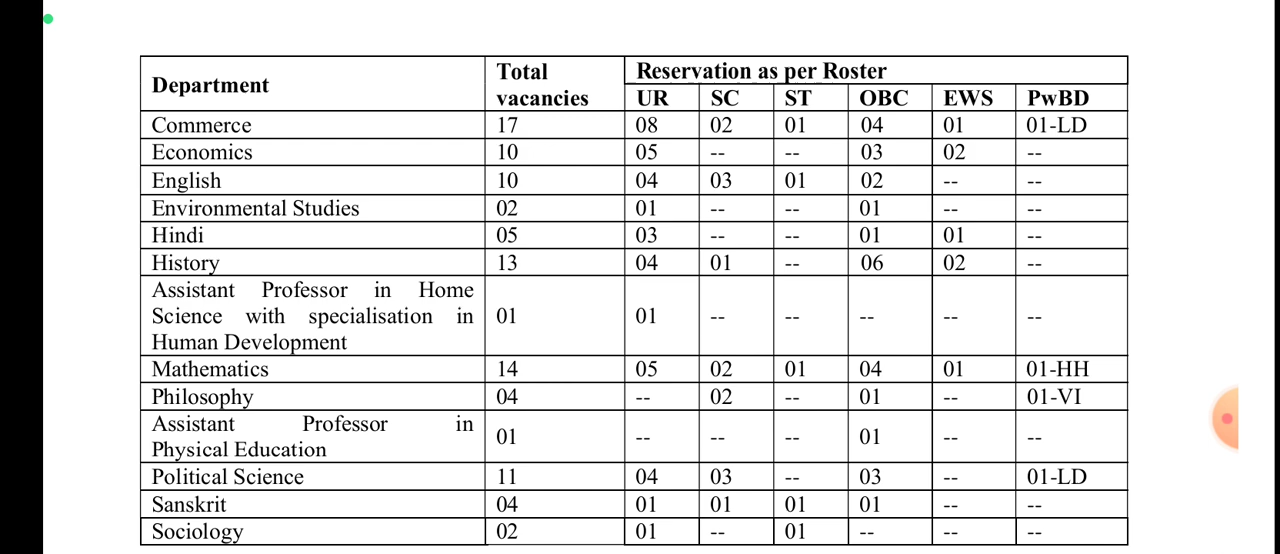 Department Total vacancies Reservation as per Roster
UR SC ST OBC EWS PwBD
Commerce 17 08 02 01 04 01 01-LD
Economics 10 05 -- -- 03 02 --
English 10 04 03 01 02 -- --
Environmental Studies 02 01 -- -- 01 -- --
Hindi 05 03 -- -- 01 01 --
History 13 04 01 -- 06 02 --
Assistant Professor in Home
Science with specialisation in
Human Development 01 01 -- -- -- -- --
Mathematics 14 05 02 01 04 01 01-HH
Philosophy 04 -- 02 -- 01 -- 01-VI
Assistant Professor in
Physical Education 01 -- -- -- 01 -- --
Political Science 11 04 03 -- 03 -- 01-LD
Sanskrit 04 01 01 01 01 -- --
Sociology 02 01 -- 01 -- -- --